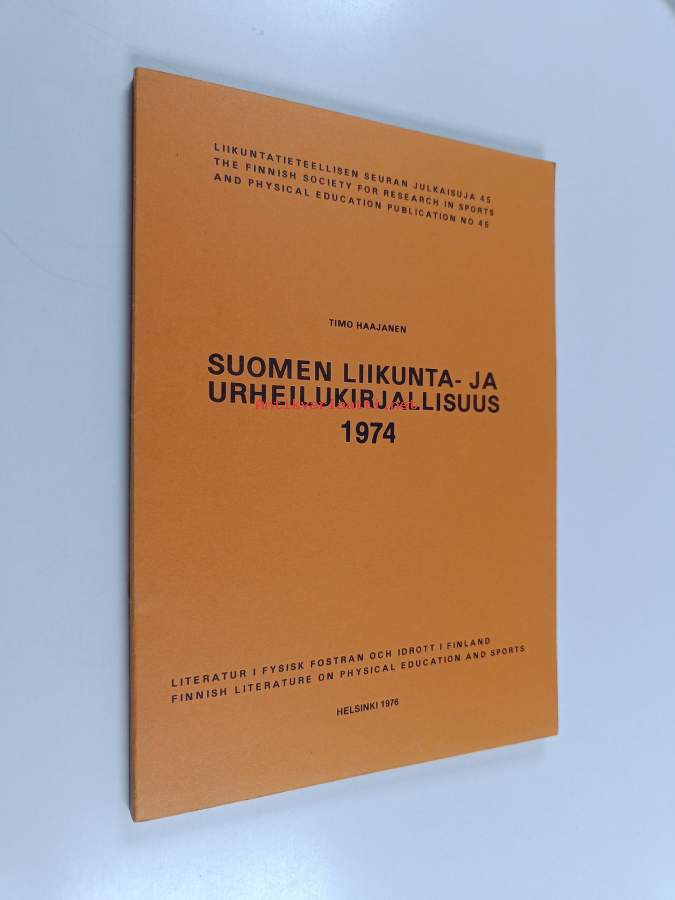 LIIKUNTATIETEELLISEN SEURAN JULKAISUJA 45
THE FINNISH SOCIETY FOR RESEARCH IN SPORTS
AND PHYSICAL EDUCATION PUBLICATION NO 45
TIMO HAAJANEN
SUOMEN LIIKUNTA- JA
URHEILUKIRJALLISUUS
Antikvariaatti.net
1974
LITERATUR I FYSISK FOSTRAN OCH IDROTT I FINLAND
FINNISH LITERATURE ON PHYSICAL EDUCATION AND SPORTS
HELSINKI 1976